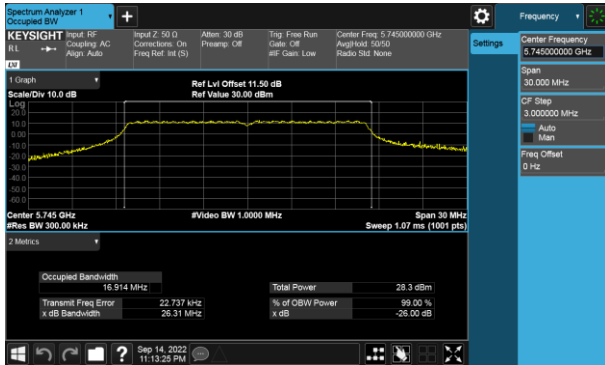 Spectrum Analyzer 1
Occupied BW
+
Frequency
KEYSIGHT
RL
LXI
Input: RF
Coupling: AC
Align: Auto
Input Z: 50 Ω
Corrections: On
Freq Ref: Int (S)
Atten: 30 dB
Preamp: Off
Trig: Free Run
Gate: Off
#IF Gain: Low
Center Freq: 5.745000000 GHz
Avg|Hold: 50/50
Radio Std: None
Settings
Center Frequency
5.745000000 GHz
Span
30.000 MHz
CF Step
3.000000 MHz
Auto
Man
Freq Offset
0 Hz
1 Graph
Scale/Div 10.0 dB
Ref Lvl Offset 11.50 dB
Ref Value 30.00 dBm
Log
20.0
10.0
0.00
-10.0
-20.0
-30.0
-40.0
-50.0
-60.0
Center 5.745 GHz
#Res BW 300.00 kHz
#Video BW 1.0000 MHz
Span 30 MHz
Sweep 1.07 ms (1001 pts)
2 Metrics
Occupied Bandwidth
16.914 MHz
Total Power 28.3 dBm
Transmit Freq Error 22.737 kHz
% of OBW Power 99.00 %
x dB Bandwidth 26.31 MHz
x dB -26.00 dB
?
Sep 14, 2022
11:13:25 PM